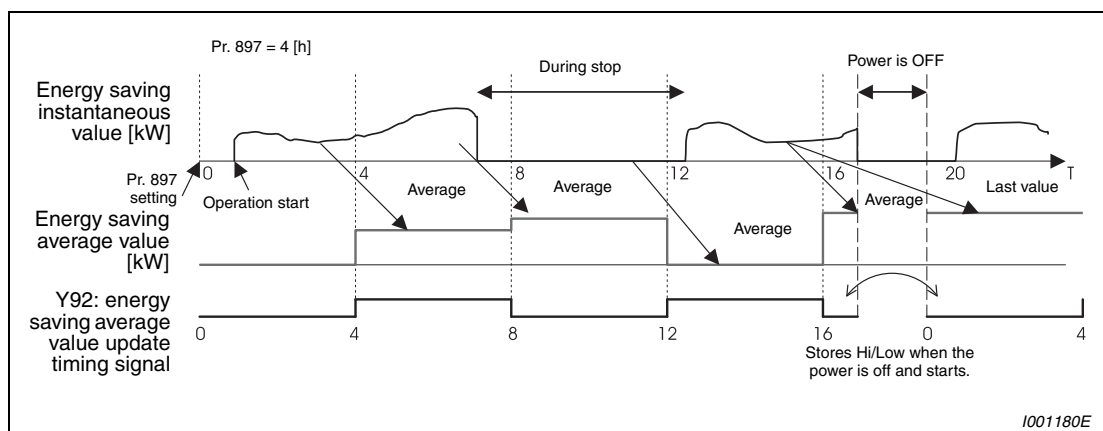 Pr. 897 = 4 [h]
Power is OFF
During stop
Energy saving
instantaneous
value [kW]
0
4
8
12
16
20
T
Pr. 897
setting
Operation start
Average
Average
Average
Average
Last value
Energy saving
average value
[kW]
Y92: energy
saving average
value update
timing signal
0
4
8
12
16
0
4
Stores Hi/Low when the
power is off and starts.
I001180E